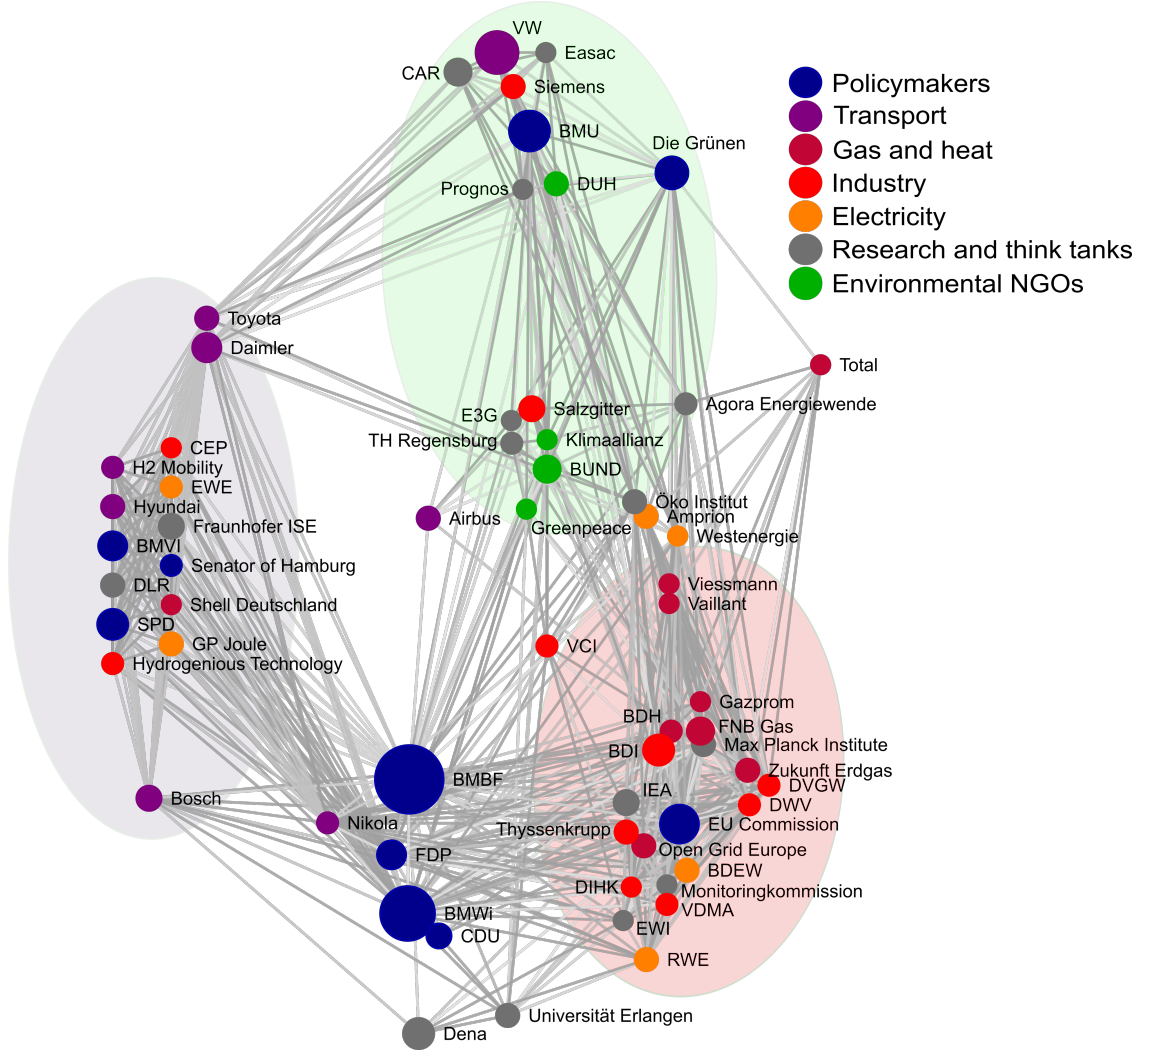 VW
Easac
CAR
Siemens
BMU
Die Grünen
Prognos
DUH
Policymakers
Transport
Gas and heat
Industry
Electricity
Research and think tanks
Environmental NGOs
Toyota
Daimler
Total
E3G
Salzgitter
Agora Energiewende
TH Regensburg
Klimaallianz
BUND
CEP
H2 Mobility
EWE
Hyundai
Fraunhofer ISE
BMVI
Senator of Hamburg
DLR
Shell Deutschland
SPD
GP Joule
Hydrogenious Technology
Airbus
Greenpeace
Öko Institut
Amprion
Westenergie
Viessmann
Vaillant
VCI
Gazprom
BDH
FNB Gas
BDI
Max Planck Institute
Zukunft Erdgas
DVGW
IEA
DWV
Thyssenkrupp
EU Commission
Open Grid Europe
BDEW
DIHK
Monitoringkommission
VDMA
EWI
RWE
BMBF
Bosch
Nikola
FDP
BMWi
CDU
Universität Erlangen
Dena